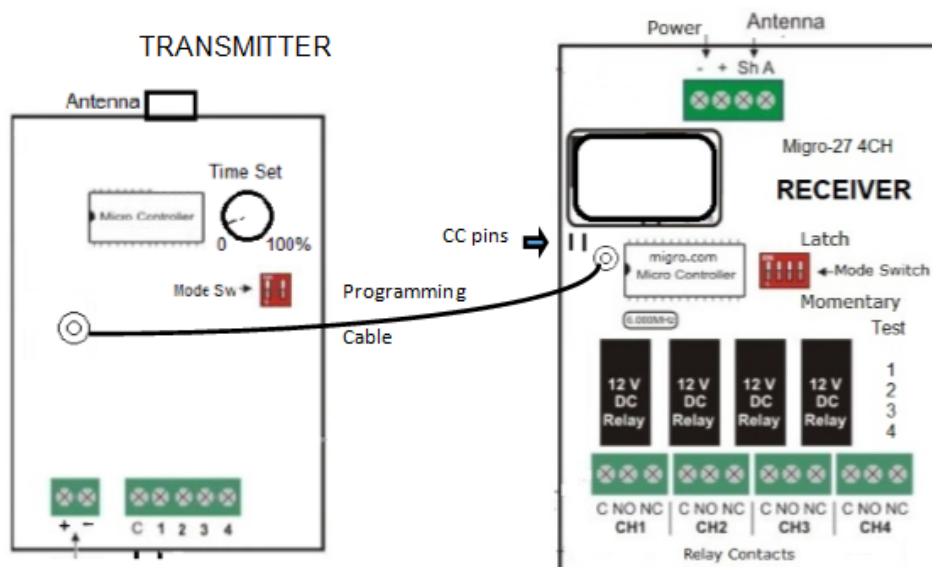 TRANSMITTER
Antenna
Time Set
Micro Controller
0 100%
Mode Sw
+ -
C 1 2 3 4
Programming
Cable
Power Antenna
- + Sh A
Migro-27 4CH
RECEIVER
CC pins
migro.com
Micro Controller
Latch
Mode Switch
Momentary
6.000MHz
Test
1
2
3
4
12 V
DC
Relay
12 V
DC
Relay
12 V
DC
Relay
12 V
DC
Relay
C NO NC C NO NC C NO NC C NO NC
CH1 CH2 CH3 CH4
Relay Contacts